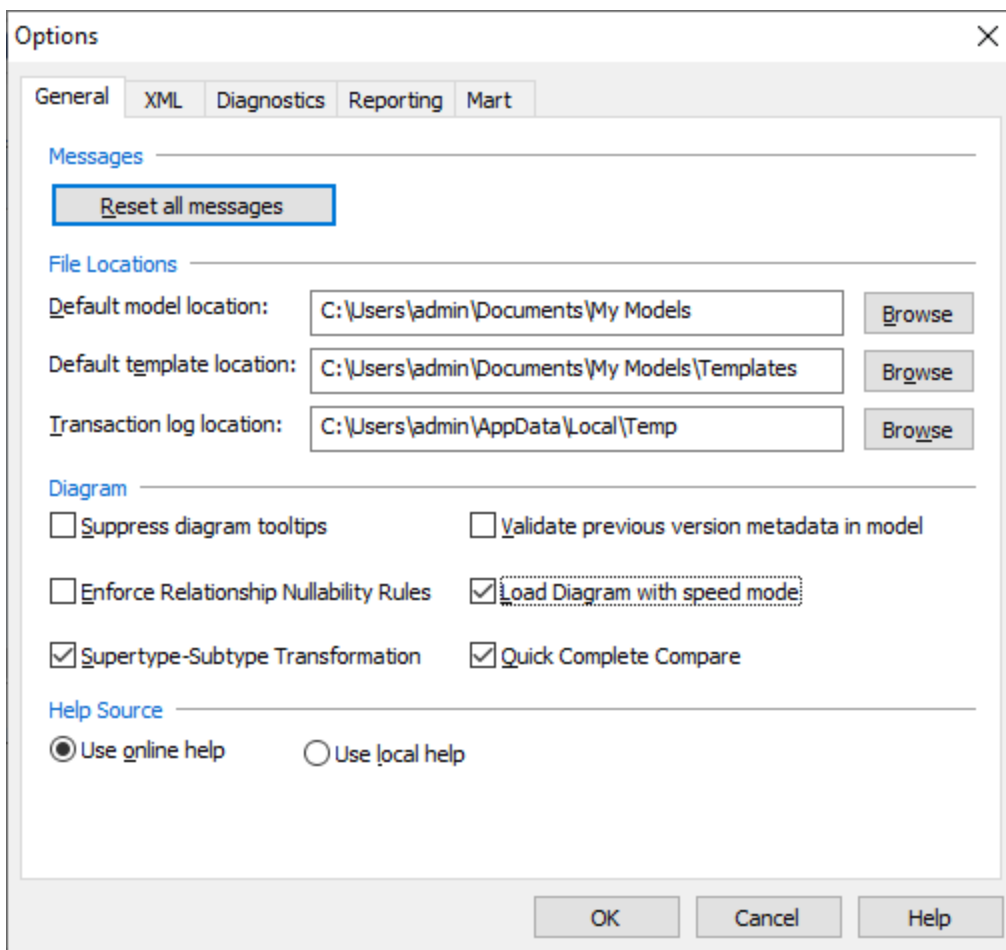 Options
General XML Diagnostics Reporting Mart
Messages
Reset all messages
File Locations
Default model location: C:\Users\admin\Documents\My Models Browse
Default template location: C:\Users\admin\Documents\My Models\Templates Browse
Transaction log location: C:\Users\admin\AppData\Local\Temp Browse
Diagram
Suppress diagram tooltips Validate previous version metadata in model
Enforce Relationship Nullability Rules Load Diagram with speed mode
Supertype-Subtype Transformation Quick Complete Compare
Help Source
Use online help Use local help
OK Cancel Help